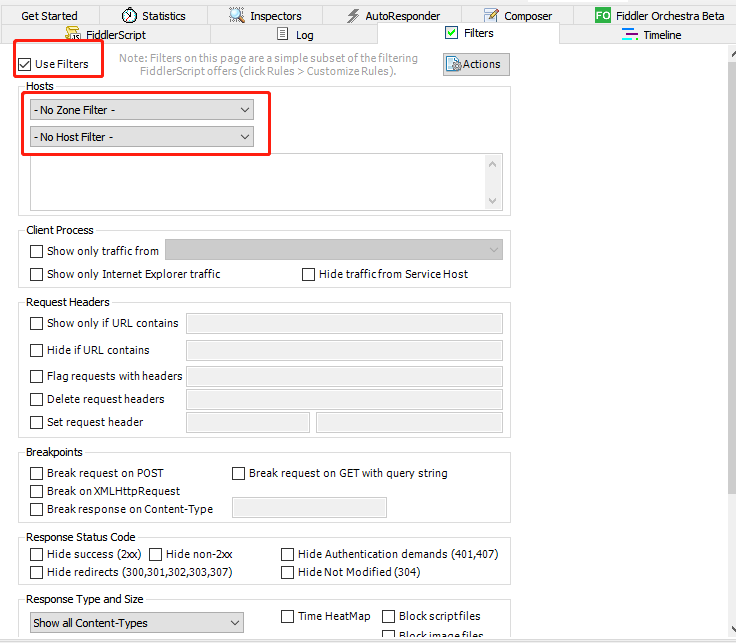 Get Started Statistics Inspectors AutoResponder Composer FO Fiddler Orchestra Beta
FiddlerScript Log Filters Timeline
Use Filters Note: Filters on this page are a simple subset of the filtering
FiddlerScript offers (click Rules > Customize Rules). Actions
Hosts
- No Zone Filter -
- No Host Filter -
Client Process
Show only traffic from
Show only Internet Explorer traffic Hide traffic from Service Host
Request Headers
Show only if URL contains
Hide if URL contains
Flag requests with headers
Delete request headers
Set request header
Breakpoints
Break request on POST Break request on GET with query string
Break on XMLHttpRequest
Break response on Content-Type
Response Status Code
Hide success (2xx) Hide non-2xx Hide Authentication demands (401,407)
Hide redirects (300,301,302,303,307) Hide Not Modified (304)
Response Type and Size
Show all Content-Types Time HeatMap Block script files
Block image files